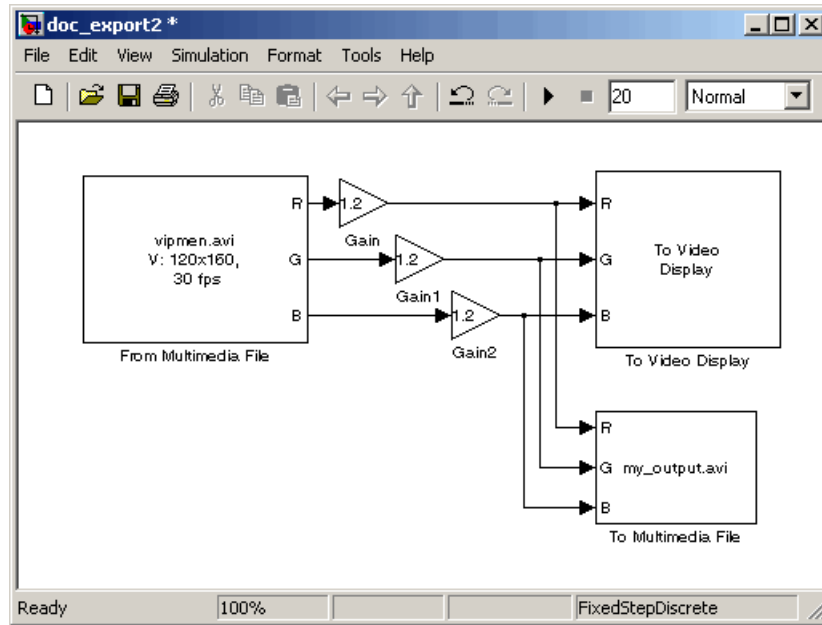 doc_export2 *
File Edit View Simulation Format Tools Help
20 Normal
R
1.2
R
vipmen.avi
V: 120x160,
30 fps
Gain
To Video
Display
G
1.2
G
Gain1
B
1.2
B
From Multimedia File
Gain2
To Video Display
R
G my_output.avi
B
To Multimedia File
Ready 100% FixedStepDiscrete